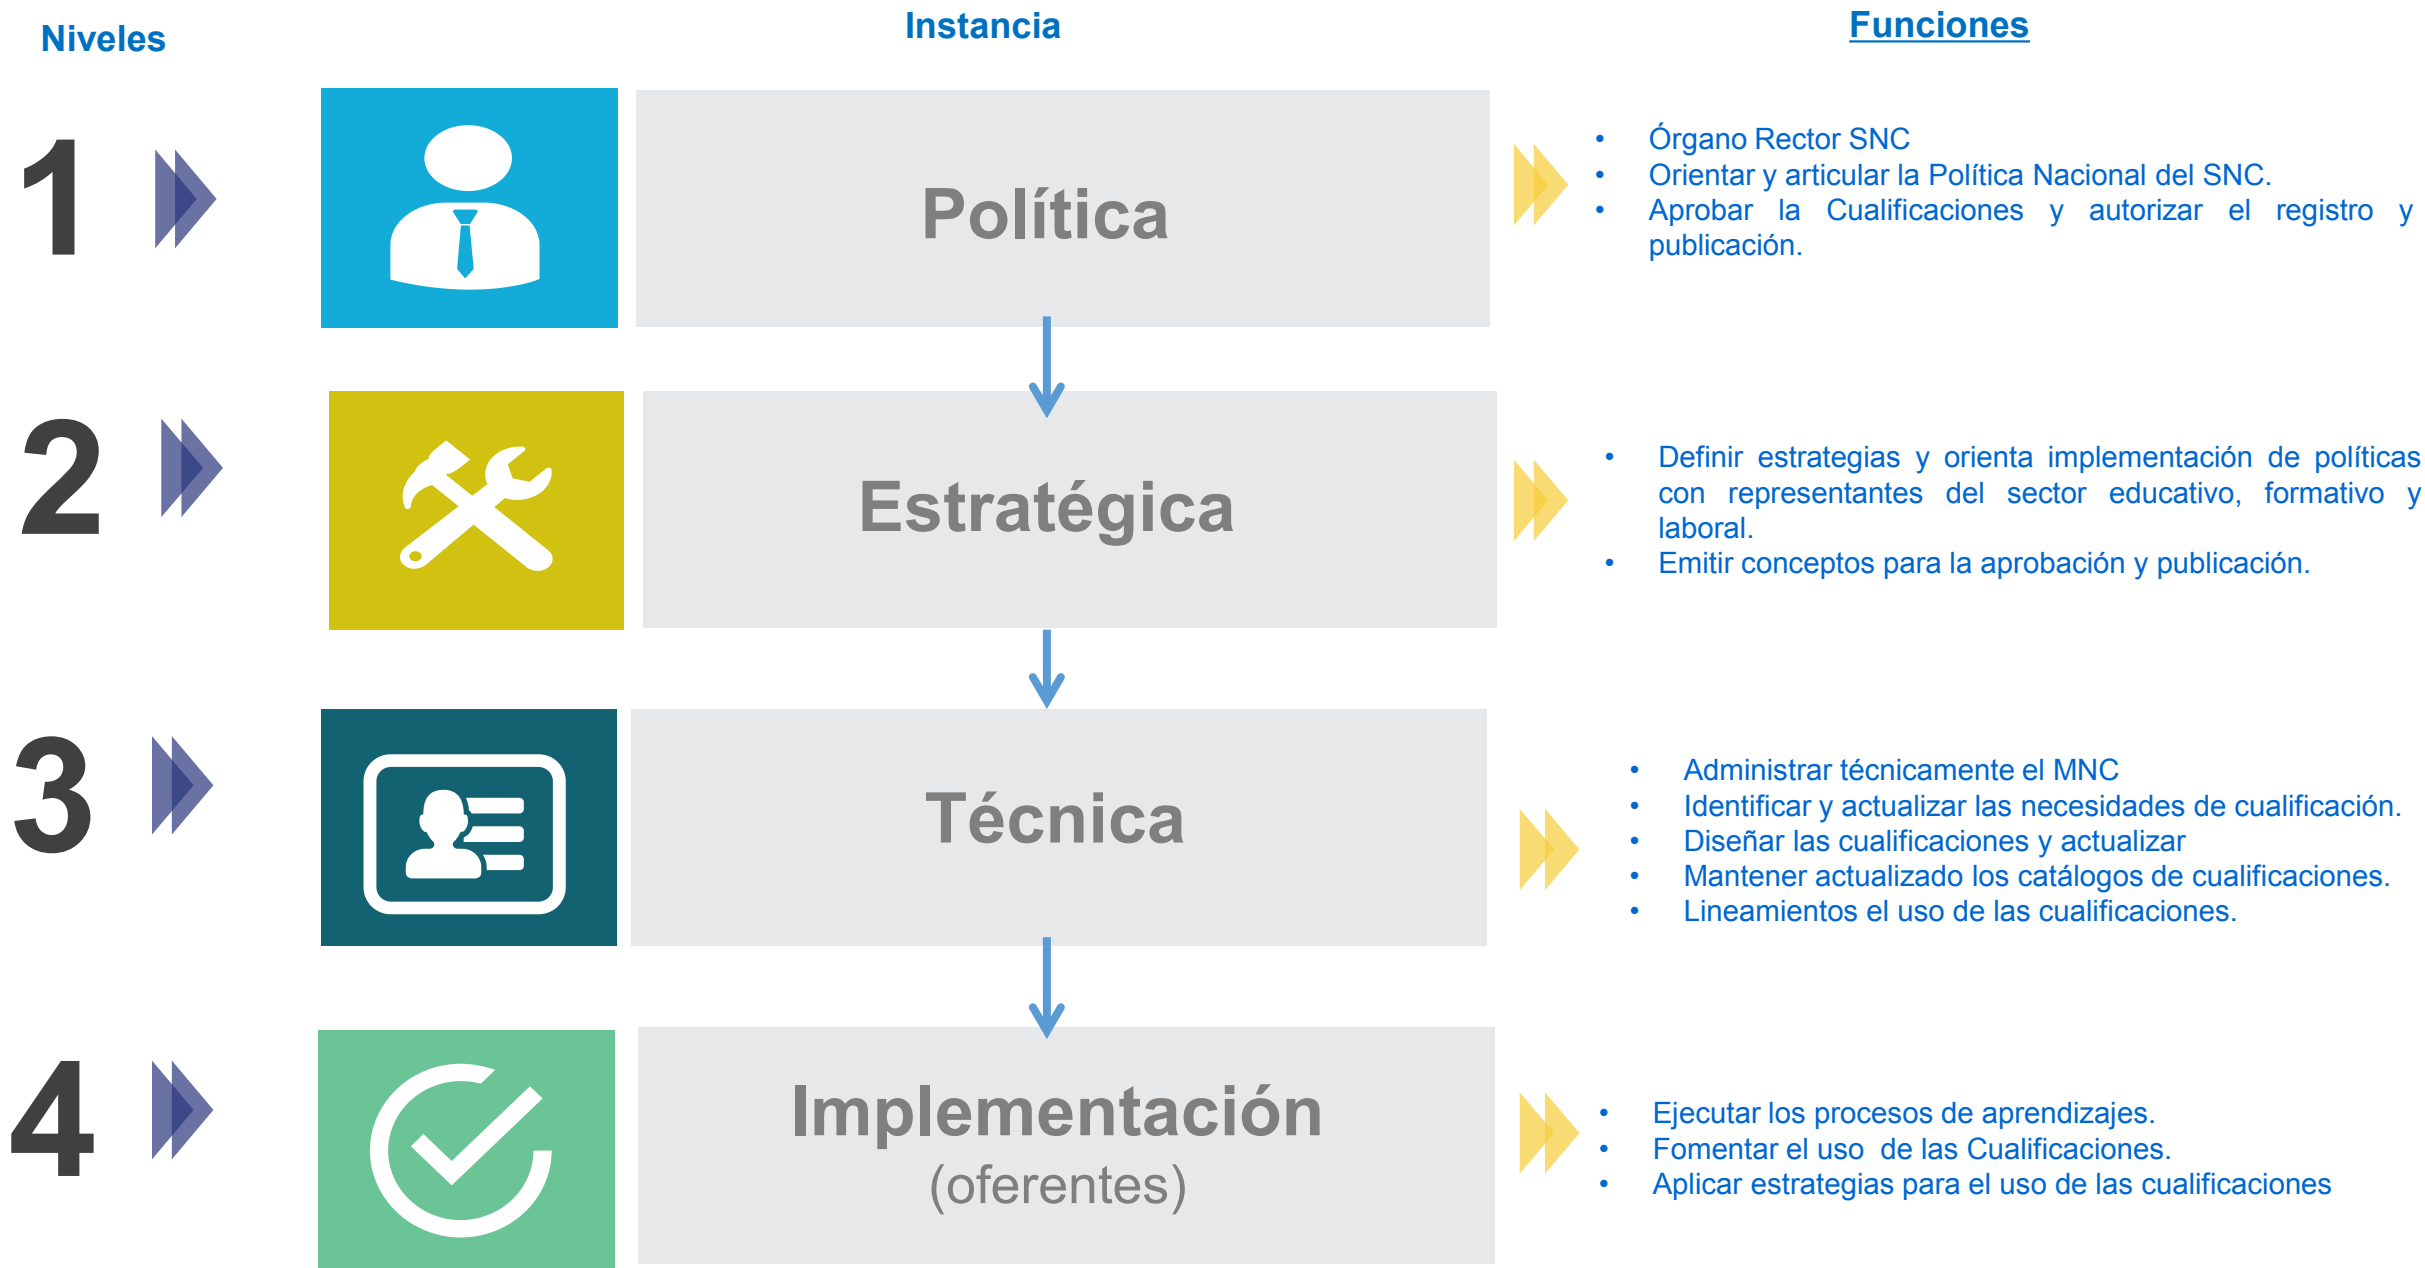 Niveles
Instancia
Funciones
1
Política
• Órgano Rector SNC
• Orientar y articular la Política Nacional del SNC.
• Aprobar la Cualificaciones y autorizar el registro y
publicación.
2
Estratégica
• Definir estrategias y orienta implementación de políticas
con representantes del sector educativo, formativo y
laboral.
• Emitir conceptos para la aprobación y publicación.
3
Técnica
• Administrar técnicamente el MNC
• Identificar y actualizar las necesidades de cualificación.
• Diseñar las cualificaciones y actualizar
• Mantener actualizado los catálogos de cualificaciones.
• Lineamientos el uso de las cualificaciones.
4
Implementación
(oferentes)
• Ejecutar los procesos de aprendizajes.
• Fomentar el uso  de las Cualificaciones.
• Aplicar estrategias para el uso de las cualificaciones